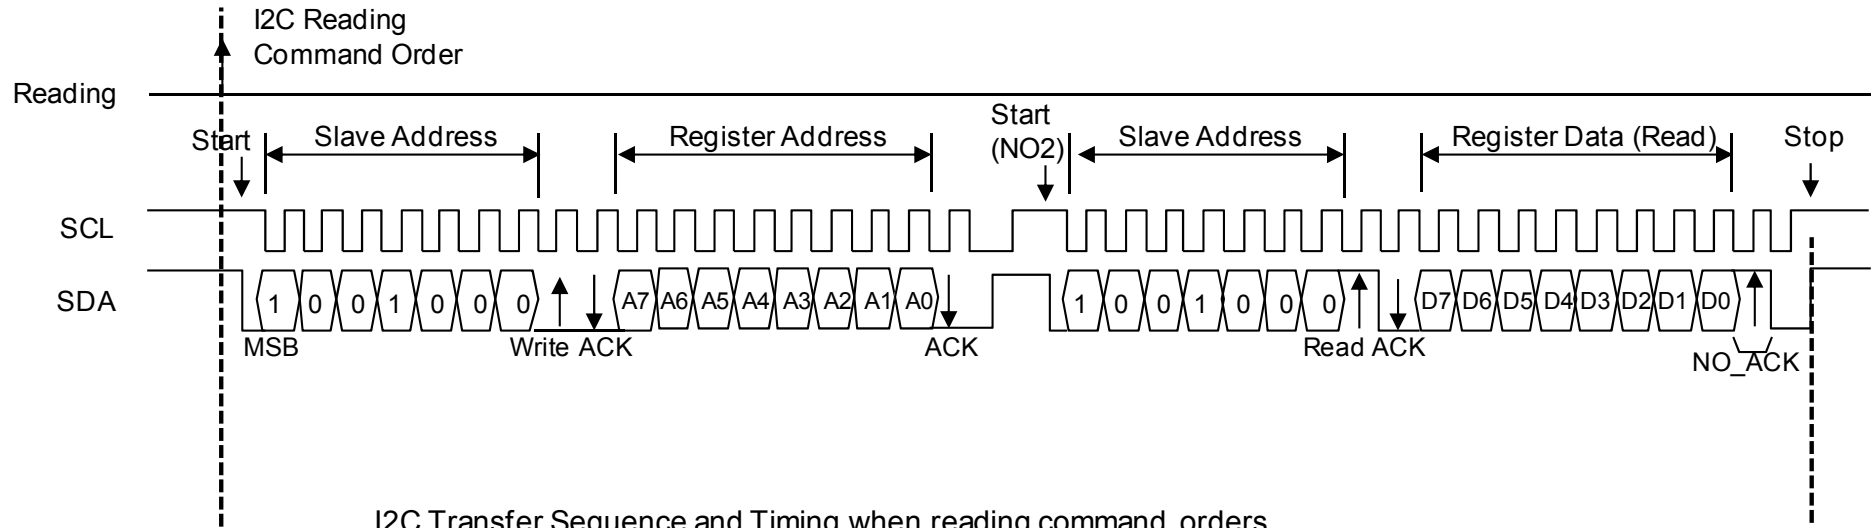 I2C Reading
Command Order
Reading
Start
Slave Address
Register Address
Start
(NO2)
Slave Address
Register Data (Read)
Stop
SCL
SDA
1 0 0 1 0 0 0 A7 A6 A5 A4 A3 A2 A1 A0 1 0 0 1 0 0 0 D7 D6 D5 D4 D3 D2 D1 D0
MSB Write ACK ACK Read ACK NO_ACK
I2C Transfer Sequence and Timing when reading command orders